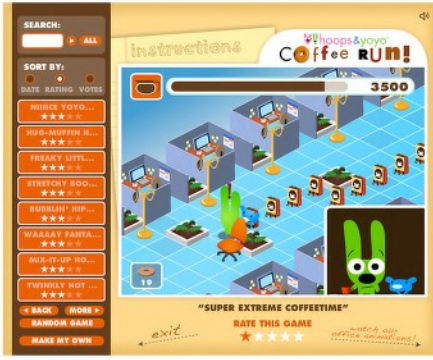 SEARCH:
ALL
SORT BY:
DATE RATING VOTES
NIIICE YOYO...
HUG-MUFFIN H...
FREAKY LITTL...
STRETCHY BOO...
BUBBLIN' HIP...
WAAAAY FANTA...
MIX-IT-UP HO...
TWINKLY HOT ...
BACK MORE
RANDOM GAME
MAKE MY OWN
instructions
hoops&yoyo
Coffee Run!
3500
19
"SUPER EXTREME COFFEETIME"
RATE THIS GAME
exit
watch our
office animations!